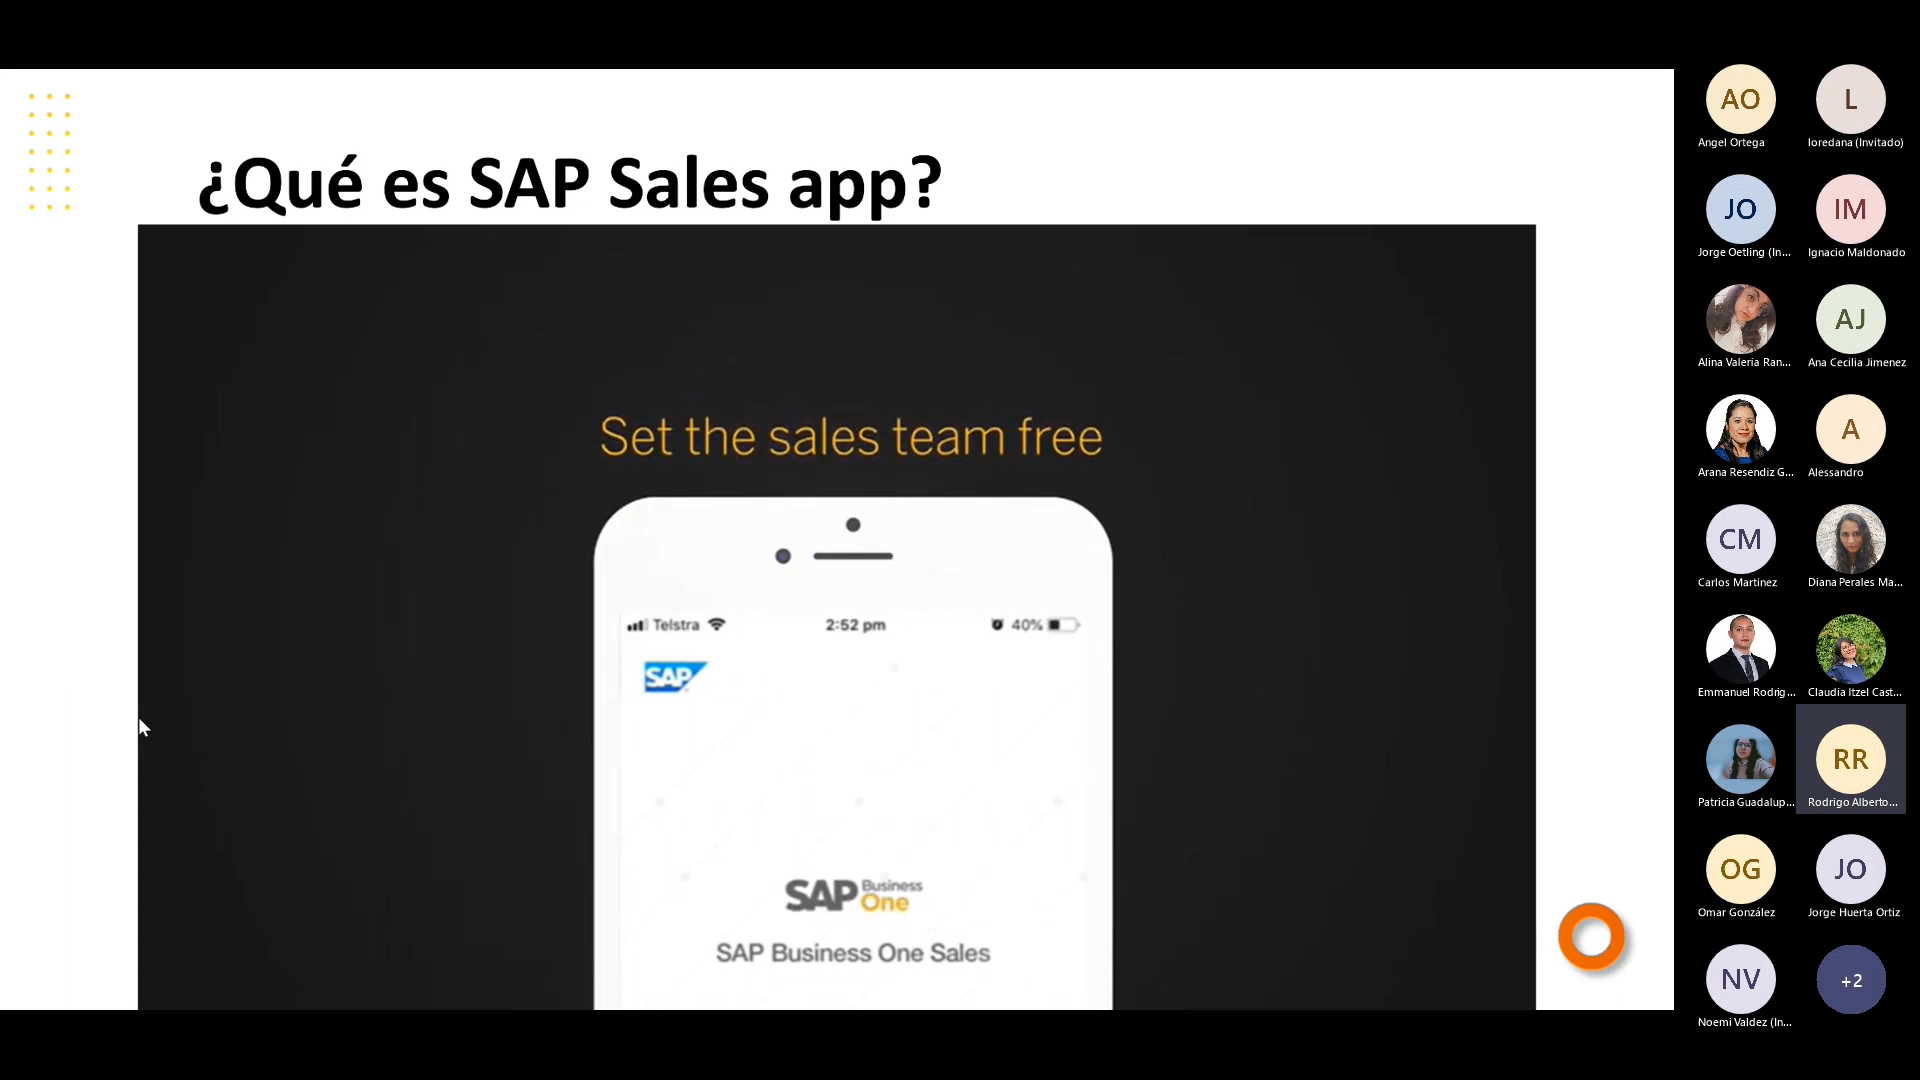 ¿Qué es SAP Sales app?
Set the sales team free
Telstra 2:52 pm 40%
SAP
SAP Business One
SAP Business One Sales
AO L
Angel Ortega loredana (Invitado)
JO IM
Jorge Oetling (In... Ignacio Maldonado
AJ
Alina Valeria Ran... Ana Cecilia Jimenez
A
Arana Resendiz G... Alessandro
CM
Carlos Martinez Diana Perales Ma...
Emmanuel Rodrig... Claudia Itzel Cast...
RR
Patricia Guadalup... Rodrigo Alberto...
OG JO
Omar González Jorge Huerta Ortiz
NV +2
Noemi Valdez (In...